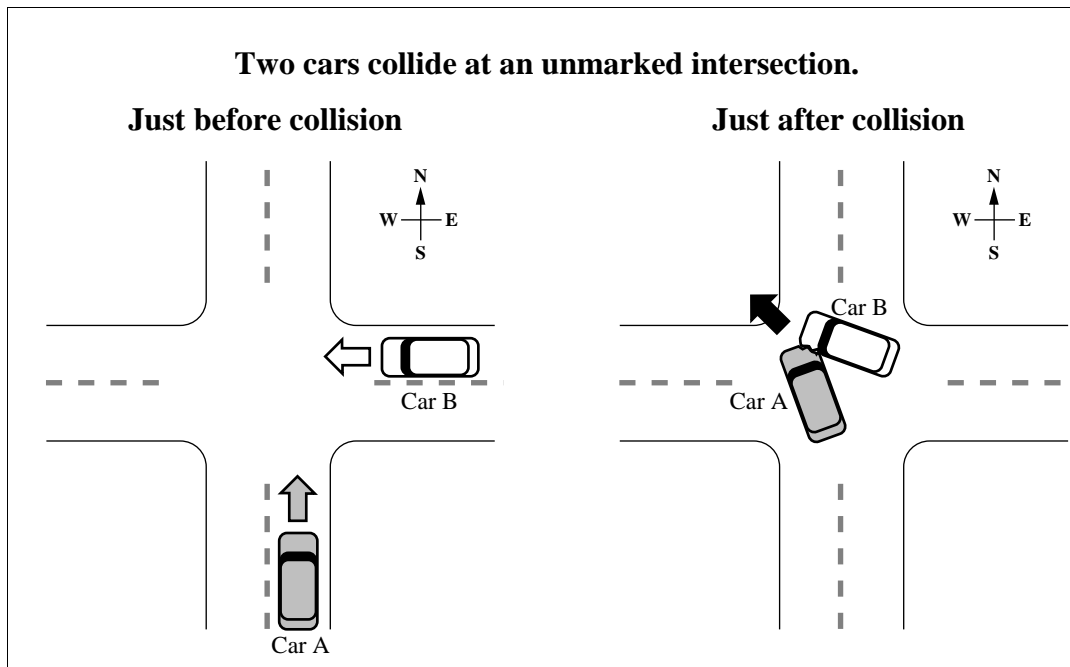 Two cars collide at an unmarked intersection.
Just before collision
N
W E
S
Car B
Car A
Just after collision
N
W E
S
Car B
Car A